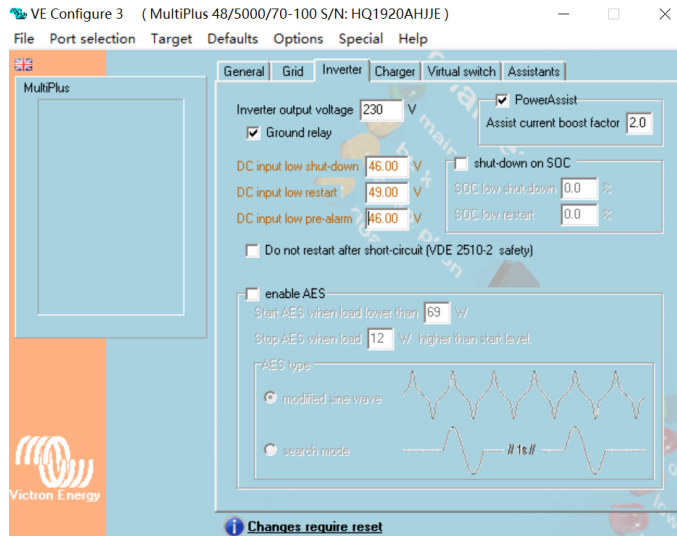 VE Configure 3 ( MultiPlus 48/5000/70-100 S/N: HQ1920AHJJE )
File Port selection Target Defaults Options Special Help
MultiPlus
General Grid Inverter Charger Virtual switch Assistants
Inverter output voltage 230 V
Ground relay
PowerAssist
Assist current boost factor 2.0
DC input low shut-down 46.00 V
DC input low restart 49.00 V
DC input low pre-alarm 46.00 V
shut-down on SOC
SOC low shut-down 0.0 %
SOC low restart 0.0 %
Do not restart after short-circuit (VDE 2510-2 safety)
enable AES
Start AES when load lower than 69 W
Stop AES when load 12 W higher than start level.
AES type
modified sine wave
search mode
// 1s //
Victron Energy
Changes require reset